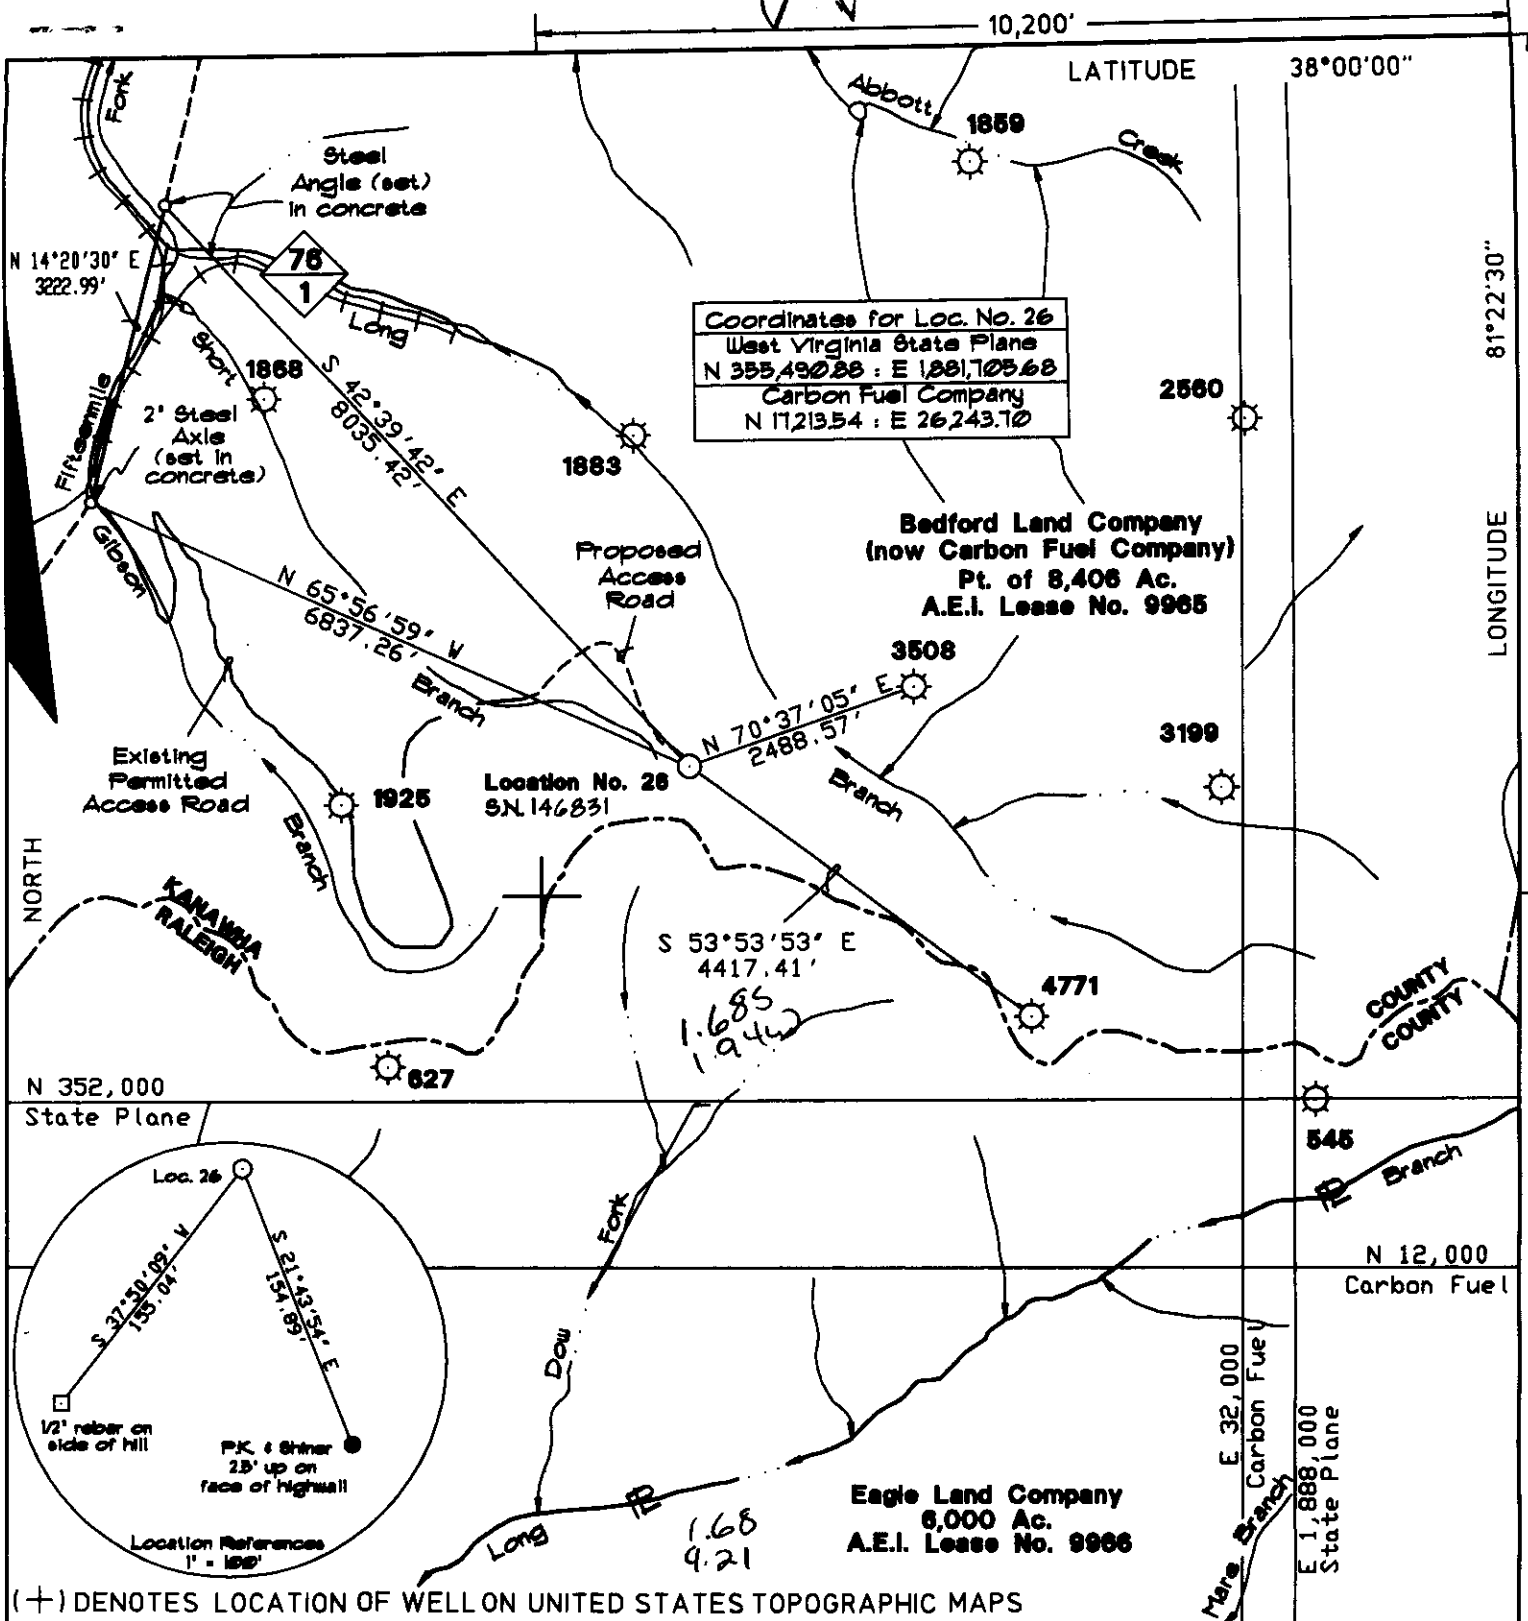 10,200'
LATITUDE 38°00'00"
Fork
Abbott
Creek
1859
Steel
Angle (set)
in concrete
N 14°20'30" E
3222.99'
76
1
Long
Short
1868
S 42°39'42" E
8035.42'
Coordinates for Loc. No. 26
West Virginia State Plane
N 355,490.88 : E 1,881,705.68
Carbon Fuel Company
N 17,213.54 : E 26,243.70
81°22'30"
LONGITUDE
2560
Fifteenmile
2" Steel
Axle
(set in
concrete)
1883
Gibson
Bedford Land Company
(now Carbon Fuel Company)
Pt. of 8,406 Ac.
A.E.I. Lease No. 9965
Proposed
Access
Road
N 65°56'59" W
6837.26'
Branch
3508
N 70°37'05" E
2488.57'
3199
Existing
Permitted
Access Road
1925
Location No. 26
S.N. 146831
Branch
Branch
NORTH
KANAWHA
RALEIGH
S 53°53'53" E
4417.41'
1.685
4771
COUNTY
COUNTY
627
N 352,000
State Plane
545
Branch
Loc. 26
S 37°50'09" W
155.04'
S 21°43'54" E
154.89'
Fork
Dow
N 12,000
Carbon Fuel
1/2" rebar on
side of hill
P.K. & Shiner
2.5' up on
face of highwall
Location References
1" = 100'
E 32,000
Carbon Fuel
E 1,888,000
State Plane
Long
1.68
9.21
Eagle Land Company
6,000 Ac.
A.E.I. Lease No. 9966
Mare Branch
(+) DENOTES LOCATION OF WELL ON UNITED STATES TOPOGRAPHIC MAPS